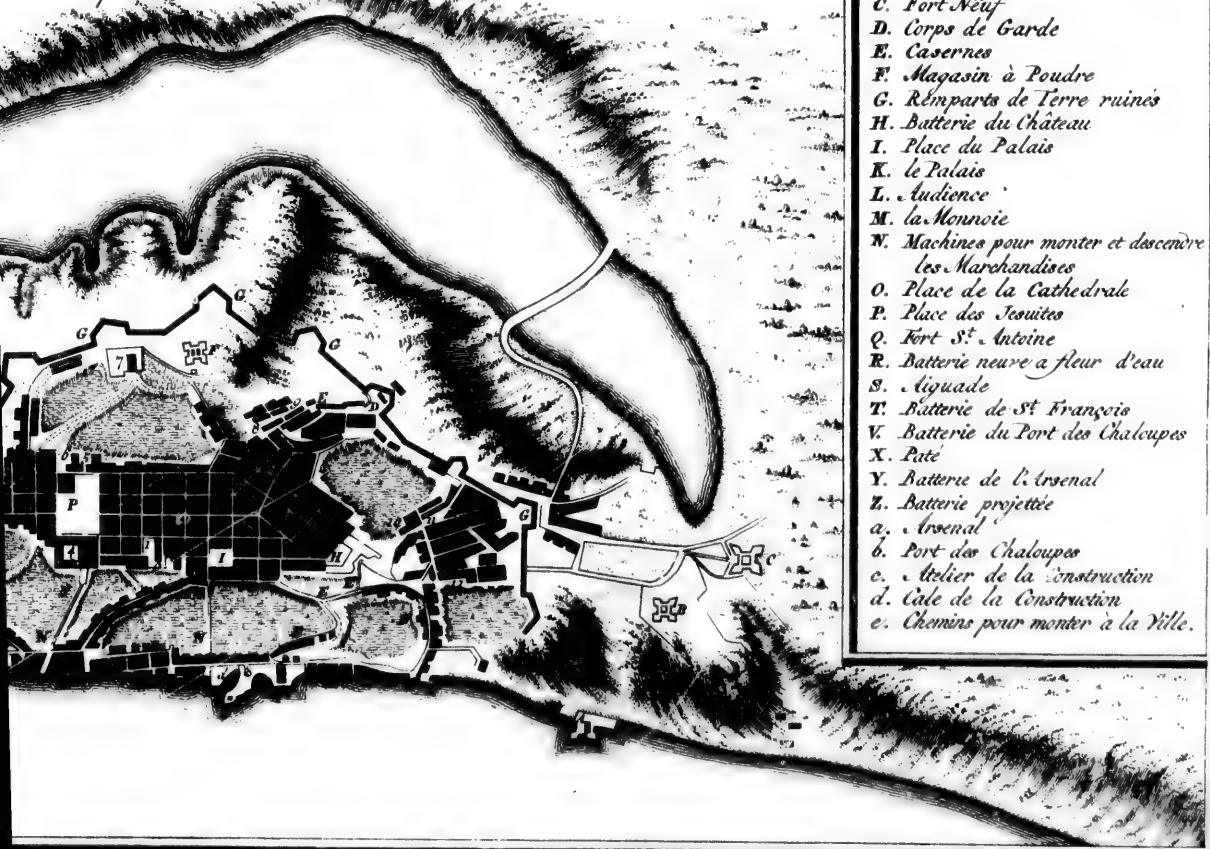 C. Fort Neuf
D. Corps de Garde
E. Casernes
F. Magasin à Poudre
G. Remparts de Terre ruinés
H. Batterie du Château
I. Place du Palais
K. le Palais
L. Audience
M. la Monnoie
N. Machines pour monter et descendre
les Marchandises
O. Place de la Cathedrale
P. Place des Jesuites
Q. Fort St. Antoine
R. Batterie neuve a fleur d'eau
S. Aiguade
T. Batterie de St. François
V. Batterie du Port des Chaloupes
X. Paté
Y. Batterie de l'Arsenal
Z. Batterie projettée
a. Arsenal
b. Port des Chaloupes
c. Atelier de la Construction
d. Cale de la Construction
e. Chemins pour monter à la Ville.
G
G
G
7
F
E
D
P
G
4
I
H
C
E
B
N